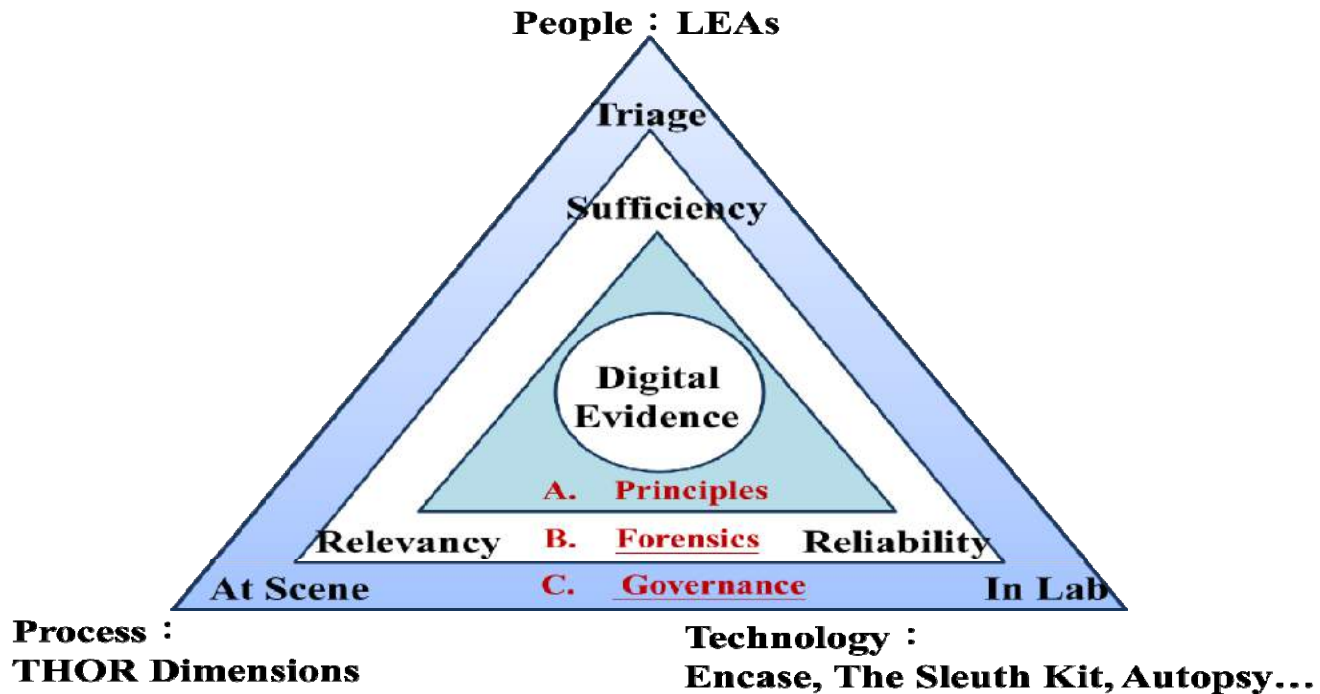 People : LEAs
Triage
Sufficiency
Digital
Evidence
A. Principles
Relevancy B. Forensics Reliability
At Scene C. Governance In Lab
Process :
THOR Dimensions
Technology :
Encase, The Sleuth Kit, Autopsy...